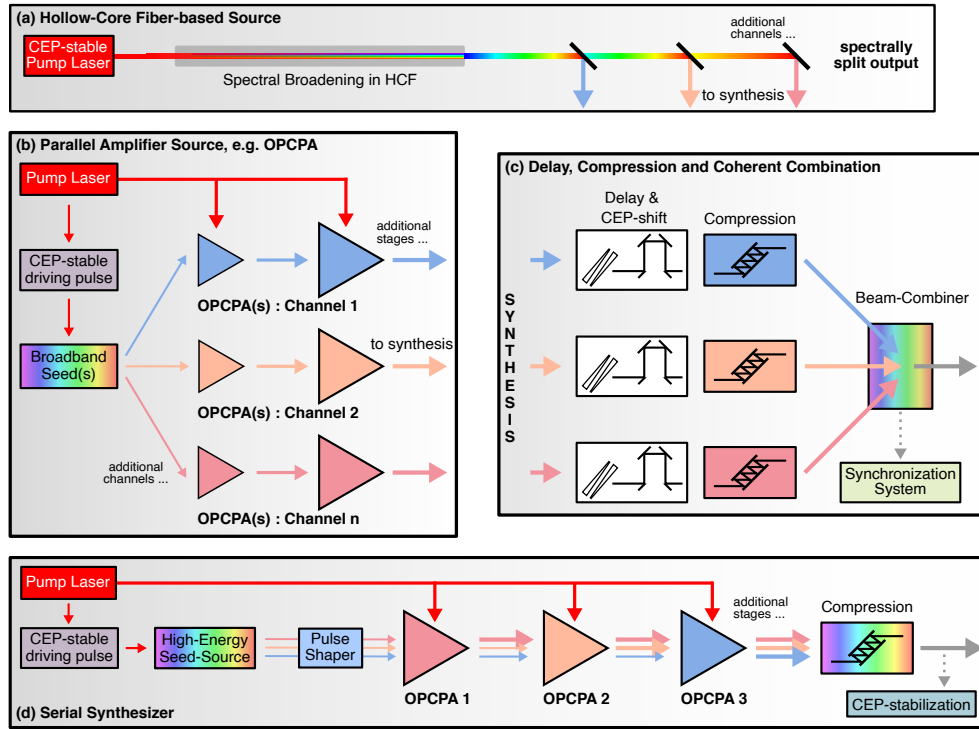 (a) Hollow-Core Fiber-based Source
CEP-stable
Pump Laser
Spectral Broadening in HCF
additional
channels ...
to synthesis
spectrally
split output
(b) Parallel Amplifier Source, e.g. OPCPA
Pump Laser
CEP-stable
driving pulse
Broadband
Seed(s)
additional
stages ...
OPCPA(s) : Channel 1
to synthesis
OPCPA(s) : Channel 2
additional
channels ...
OPCPA(s) : Channel n
(c) Delay, Compression and Coherent Combination
SYNTHESIS
Delay &
CEP-shift
Compression
Beam-Combiner
Synchronization
System
Pump Laser
CEP-stable
driving pulse
High-Energy
Seed-Source
Pulse
Shaper
OPCPA 1
OPCPA 2
OPCPA 3
additional
stages ...
Compression
CEP-stabilization
(d) Serial Synthesizer